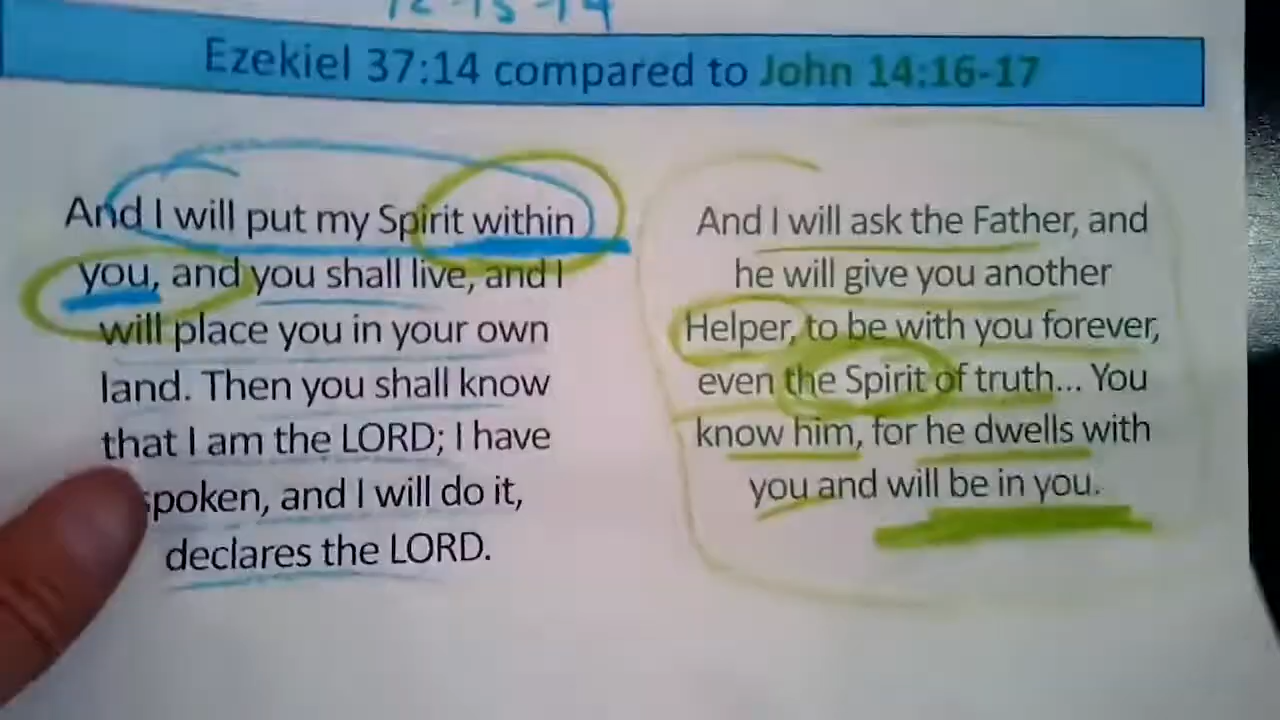 12-13-14
Ezekiel 37:14 compared to John 14:16-17
And I will put my Spirit within
you, and you shall live, and I
will place you in your own
land. Then you shall know
that I am the LORD; I have
spoken, and I will do it,
declares the LORD.
And I will ask the Father, and
he will give you another
Helper, to be with you forever,
even the Spirit of truth... You
know him, for he dwells with
you and will be in you.